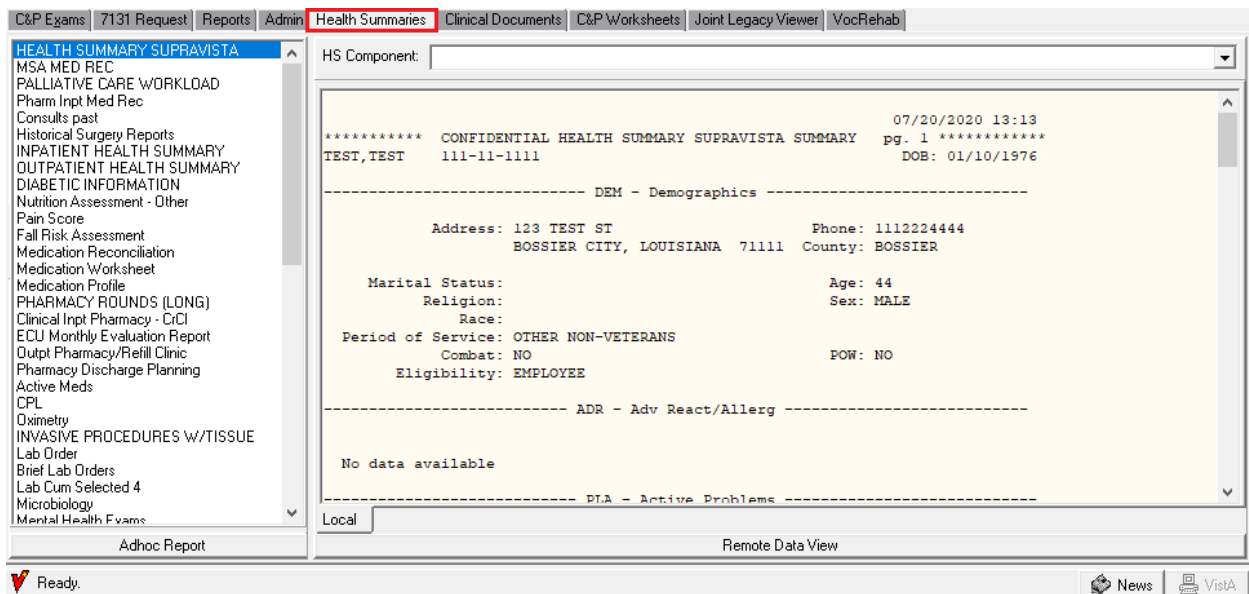 C&P Exams 7131 Request Reports Admin Health Summaries Clinical Documents C&P Worksheets Joint Legacy Viewer VocRehab
HEALTH SUMMARY SUPRAVISTA
MSA MED REC
PALLIATIVE CARE WORKLOAD
Pharm Inpt Med Rec
Consults past
Historical Surgery Reports
INPATIENT HEALTH SUMMARY
OUTPATIENT HEALTH SUMMARY
DIABETIC INFORMATION
Nutrition Assessment - Other
Pain Score
Fall Risk Assessment
Medication Reconciliation
Medication Worksheet
Medication Profile
PHARMACY ROUNDS (LONG)
Clinical Inpt Pharmacy - CrCl
ECU Monthly Evaluation Report
Outpt Pharmacy/Refill Clinic
Pharmacy Discharge Planning
Active Meds
CPL
Oximetry
INVASIVE PROCEDURES W/TISSUE
Lab Order
Brief Lab Orders
Lab Cum Selected 4
Microbiology
Mental Health Exams
Adhoc Report
HS Component:
07/20/2020 13:13
*********** CONFIDENTIAL HEALTH SUMMARY SUPRAVISTA SUMMARY pg. 1 ************
TEST,TEST 111-11-1111 DOB: 01/10/1976
----------------------------- DEM - Demographics -----------------------------
Address: 123 TEST ST Phone: 1112224444
BOSSIER CITY, LOUISIANA 71111 County: BOSSIER
Marital Status: Age: 44
Religion: Sex: MALE
Race:
Period of Service: OTHER NON-VETERANS
Combat: NO POW: NO
Eligibility: EMPLOYEE
--------------------------- ADR - Adv React/Allerg ---------------------------
No data available
---------------------------- PLA - Active Problems ----------------------------
Local
Remote Data View
Ready. News VistA